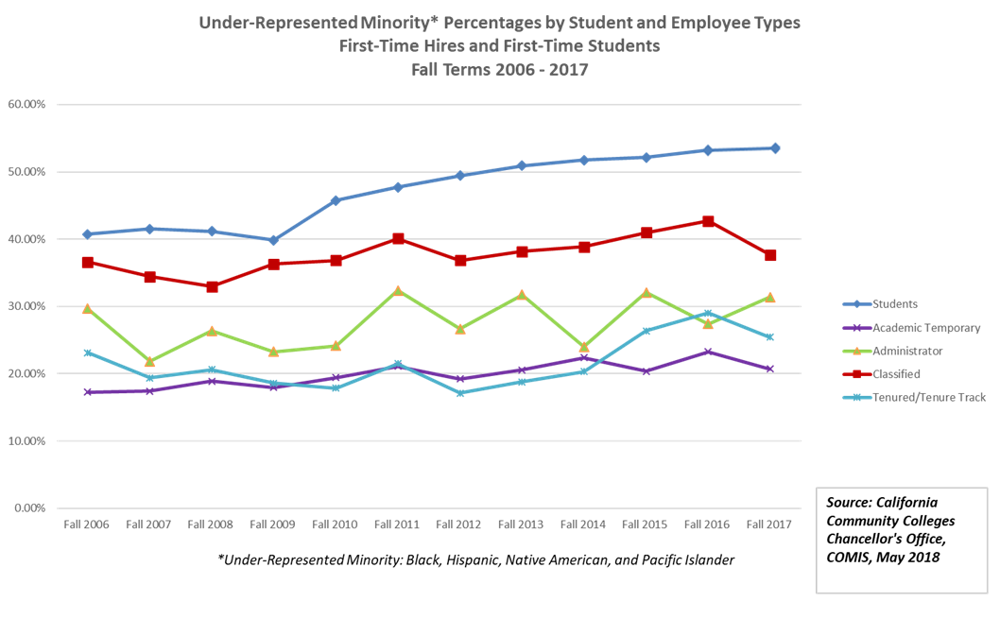 Under-Represented Minority* Percentages by Student and Employee Types
First-Time Hires and First-Time Students
Fall Terms 2006 - 2017
60.00%
50.00%
40.00%
30.00%
20.00%
10.00%
0.00%
Fall 2006 Fall 2007 Fall 2008 Fall 2009 Fall 2010 Fall 2011 Fall 2012 Fall 2013 Fall 2014 Fall 2015 Fall 2016 Fall 2017
Students
Academic Temporary
Administrator
Classified
Tenured/Tenure Track
Source: California
Community Colleges
Chancellor's Office,
COMIS, May 2018
*Under-Represented Minority: Black, Hispanic, Native American, and Pacific Islander